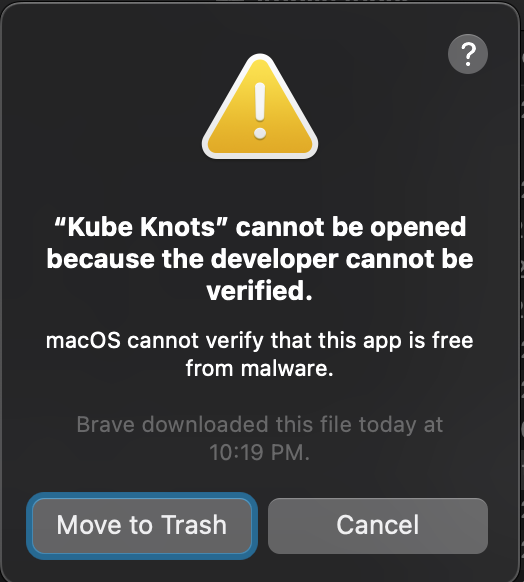 ?
“Kube Knots” cannot be opened
because the developer cannot be
verified.
macOS cannot verify that this app is free
from malware.
Brave downloaded this file today at
10:19 PM.
Move to Trash
Cancel